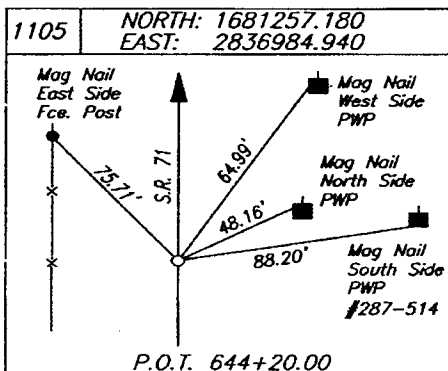 1105
NORTH: 1681257.180
EAST: 2836984.940
Mag Nail
East Side
Fce. Post
75.71'
S.R. 71
64.99'
Mag Nail
West Side
PWP
48.16'
Mag Nail
North Side
PWP
88.20'
Mag Nail
South Side
PWP
#287-514
P.O.T. 644+20.00